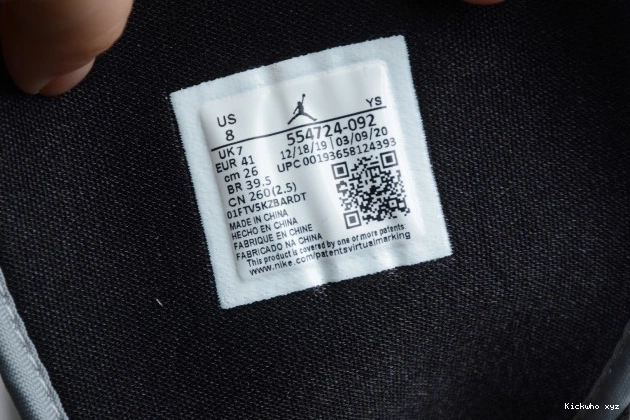 US
8
YS
554724-092
UK 7
12/18/19 | 03/09/20
EUR 41
UPC 00193658124393
cm 26
BR 39.5
CN 260(2.5)
01FTV5KZBARDT
MADE IN CHINA
HECHO EN CHINA
FABRIQUE EN CHINE
FABRICADO NA CHINA
This product is covered by one or more patents
www.nike.com/patentsvirtualmarking
Kickwho xyz